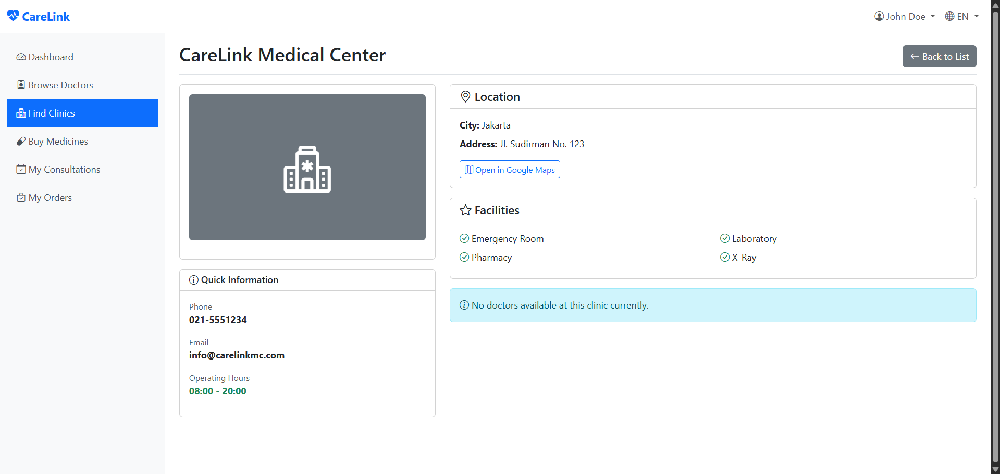 CareLink
John Doe
EN
Dashboard
Browse Doctors
Find Clinics
Buy Medicines
My Consultations
My Orders
CareLink Medical Center
← Back to List
Quick Information
Phone
021-5551234
Email
info@carelinkmc.com
Operating Hours
08:00 - 20:00
Location
City: Jakarta
Address: Jl. Sudirman No. 123
Open in Google Maps
Facilities
Emergency Room
Laboratory
Pharmacy
X-Ray
No doctors available at this clinic currently.